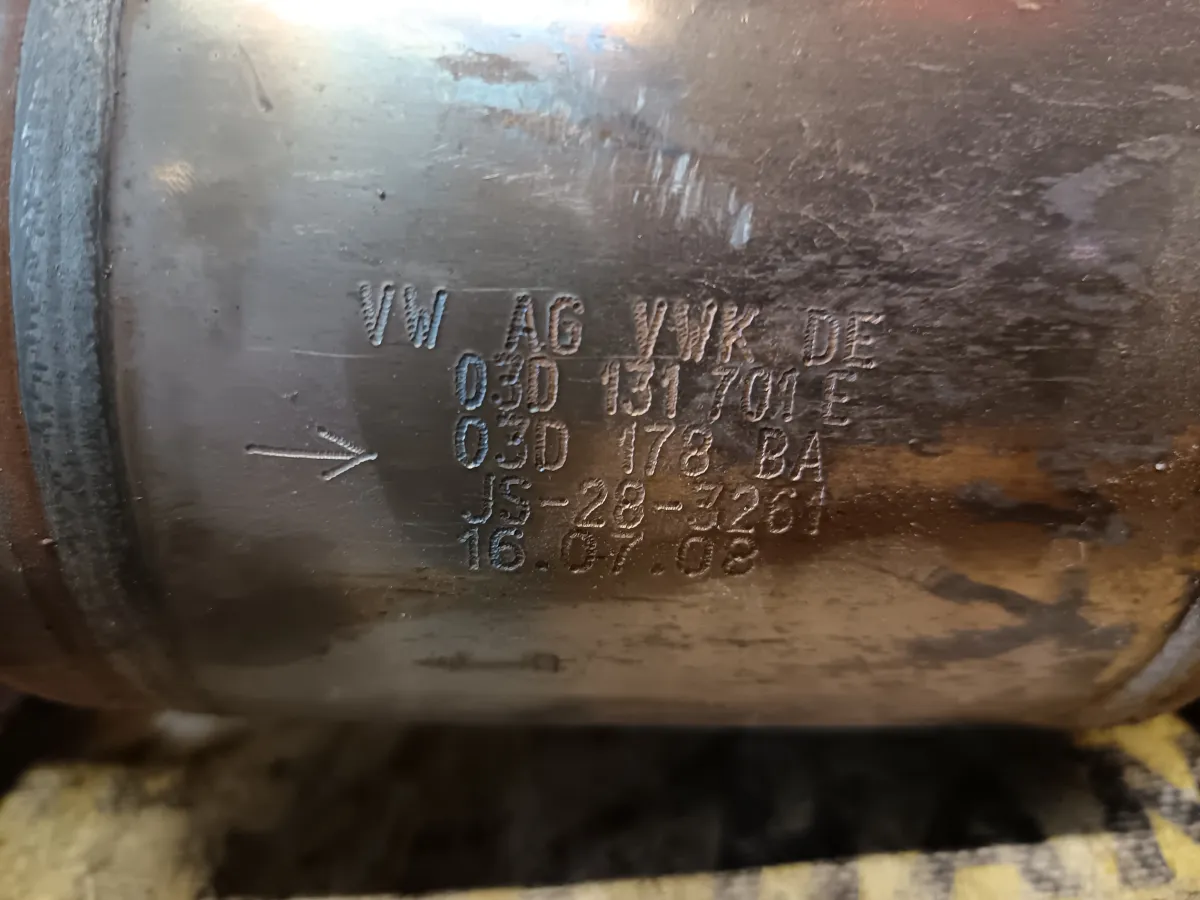 VW AG VWK DE
03D 131 701 E
03D 178 BA
JS-28-3261
16.07.08